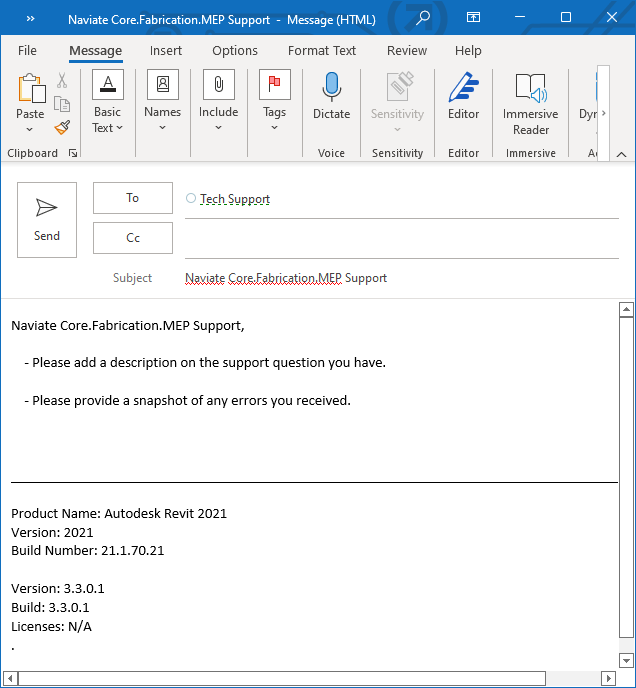 » Naviate Core.Fabrication.MEP Support - Message (HTML)
File Message Insert Options Format Text Review Help
Paste
Basic Text
Names
Include
Tags
Dictate
Sensitivity
Editor
Immersive Reader
Clipboard Voice Sensitivity Editor Immersive
Send
To Tech Support
Cc
Subject Naviate Core.Fabrication.MEP Support
Naviate Core.Fabrication.MEP Support,
- Please add a description on the support question you have.
- Please provide a snapshot of any errors you received.
Product Name: Autodesk Revit 2021
Version: 2021
Build Number: 21.1.70.21
Version: 3.3.0.1
Build: 3.3.0.1
Licenses: N/A
.